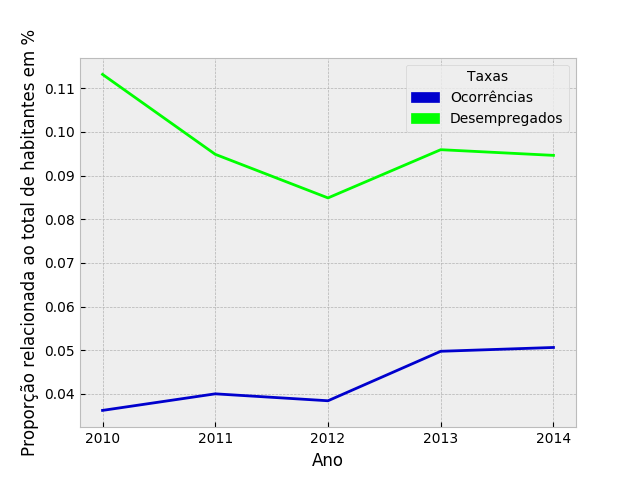 Proporção relacionada ao total de habitantes em %
0.11
0.10
0.09
0.08
0.07
0.06
0.05
0.04
Taxas
Ocorrências
Desempregados
2010 2011 2012 2013 2014
Ano